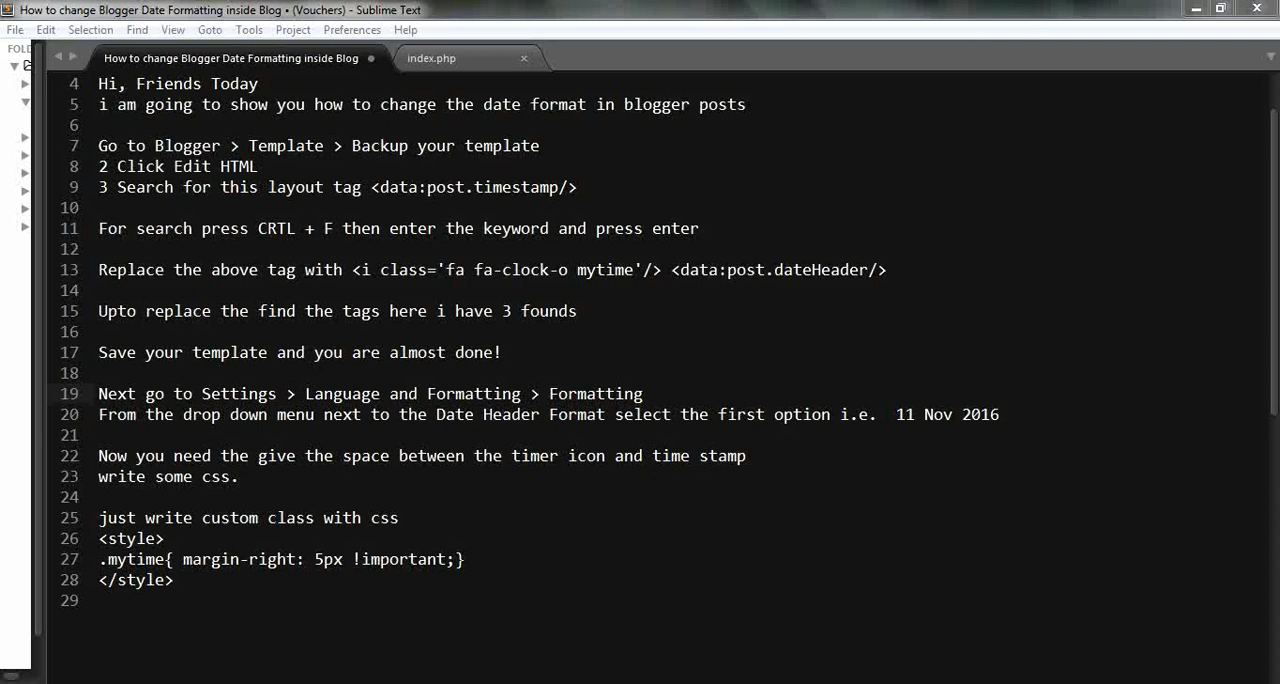 How to change Blogger Date Formatting inside Blog • (Vouchers) - Sublime Text
File Edit Selection Find View Goto Tools Project Preferences Help
How to change Blogger Date Formatting inside Blog
index.php
4 Hi, Friends Today
5 i am going to show you how to change the date format in blogger posts
6
7 Go to Blogger > Template > Backup your template
8 2 Click Edit HTML
9 3 Search for this layout tag <data:post.timestamp/>
10
11 For search press CRTL + F then enter the keyword and press enter
12
13 Replace the above tag with <i class='fa fa-clock-o mytime'/> <data:post.dateHeader/>
14
15 Upto replace the find the tags here i have 3 founds
16
17 Save your template and you are almost done!
18
19 Next go to Settings > Language and Formatting > Formatting
20 From the drop down menu next to the Date Header Format select the first option i.e.  11 Nov 2016
21
22 Now you need the give the space between the timer icon and time stamp
23 write some css.
24
25 just write custom class with css
26 <style>
27 .mytime{ margin-right: 5px !important;}
28 </style>
29